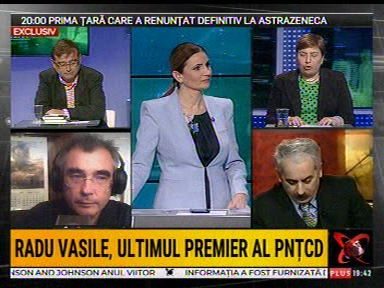 20:00 PRIMA ȚARĂ CARE A RENUNȚAT DEFINITIV LA ASTRAZENECA
EXCLUSIV
RADU VASILE, ULTIMUL PREMIER AL PNȚCD
NSON AND JOHNSON ANUL VIITOR
INFORMAȚIA A FOST FURNIZATĂ D
PLUS 19:42